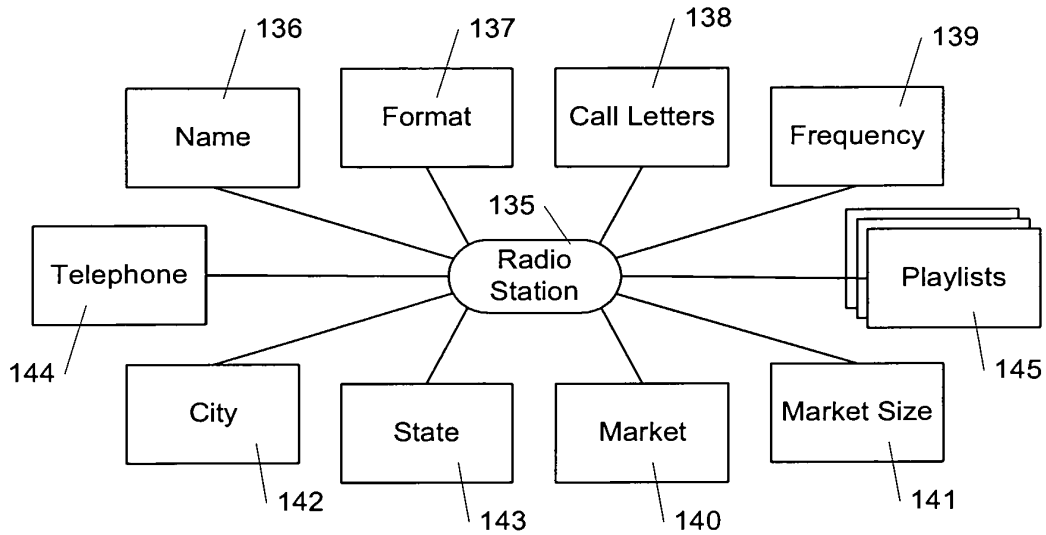 136
137
138
139
Name
Format
Call Letters
Frequency
135
Radio
Station
Telephone
Playlists
144
145
City
State
Market
Market Size
142
143
140
141